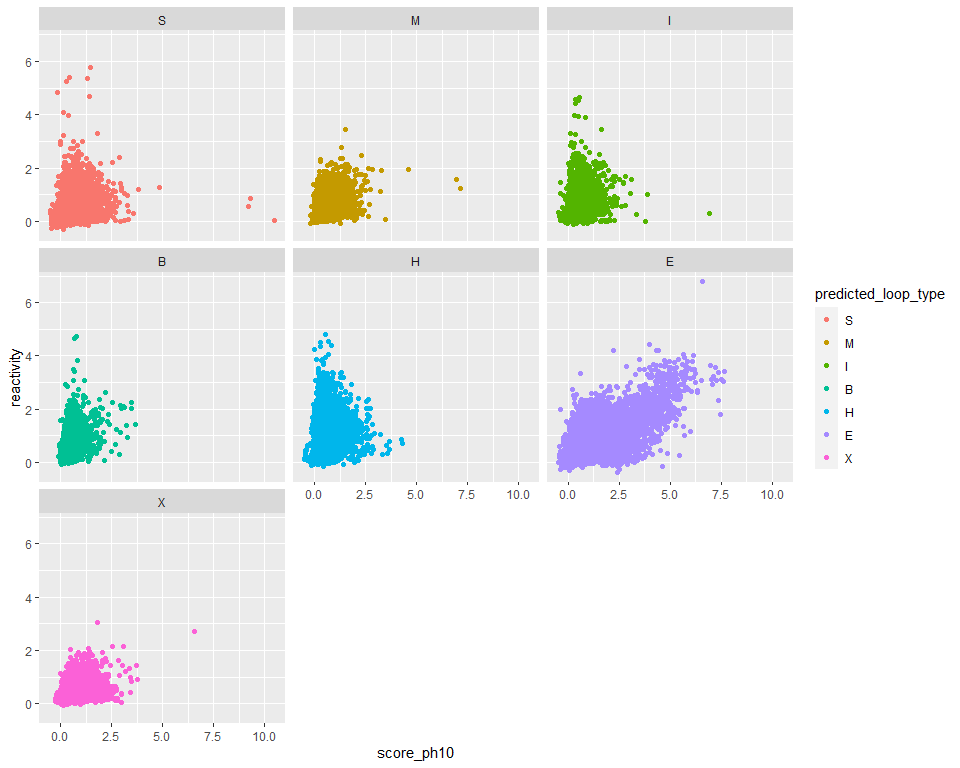 S M I
6
4
2
0
B H E
6
4
2
0
0.0 2.5 5.0 7.5 10.0 0.0 2.5 5.0 7.5 10.0
X
6
4
2
0
0.0 2.5 5.0 7.5 10.0
score_ph10
reactivity
predicted_loop_type
S
M
I
B
H
E
X